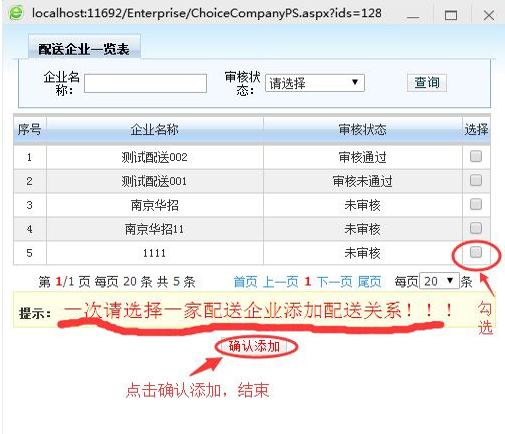 localhost:11692/Enterprise/ChoiceCompanyPS.aspx?ids=128
配送企业一览表
企业名称： 审核状态： 请选择 查询
序号 企业名称 审核状态 选择
1 测试配送002 审核通过
2 测试配送001 审核未通过
3 南京华招 未审核
4 南京华招11 未审核
5 1111 未审核
第 1/1 页 每页 20 条 共 5 条 首页 上一页 1 下一页 尾页 每页 20 条
提示： 一次请选择一家配送企业添加配送关系！！！
勾选
确认添加
点击确认添加，结束